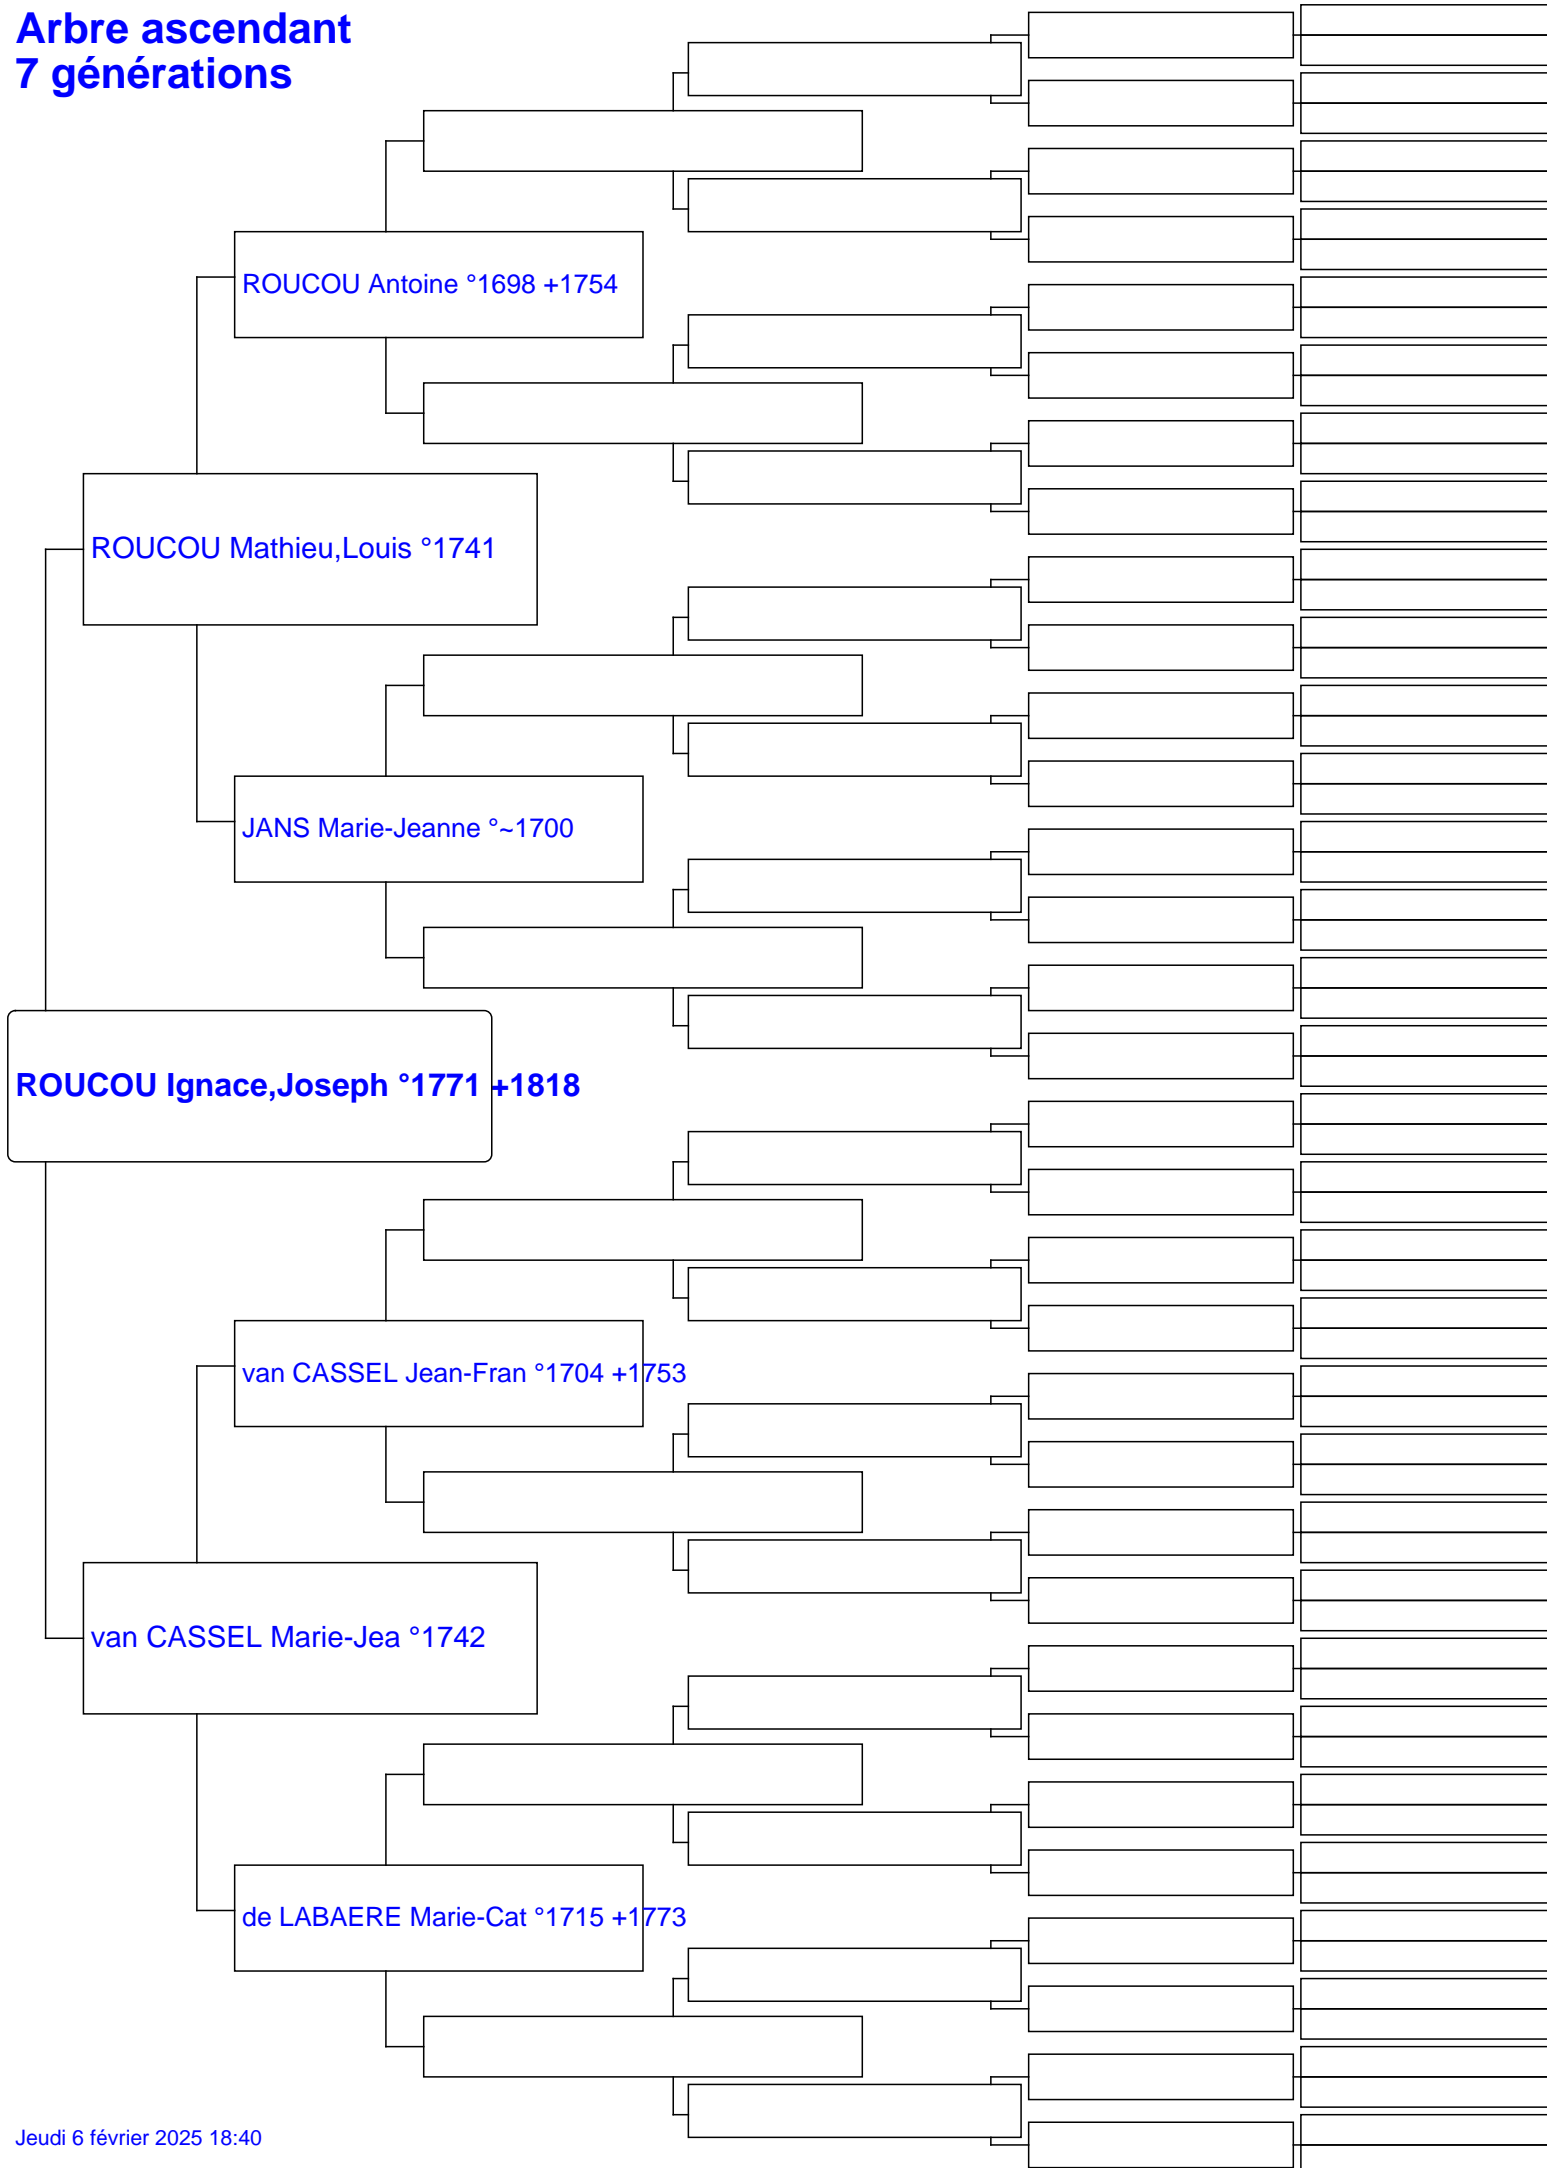 Arbre ascendant
7 générations
ROUCOU Antoine °1698 +1754
ROUCOU Mathieu,Louis °1741
JANS Marie-Jeanne °~1700
ROUCOU Ignace,Joseph °1771 +1818
van CASSEL Jean-Fran °1704 +1753
van CASSEL Marie-Jea °1742
de LABAERE Marie-Cat °1715 +1773
Jeudi 6 février 2025 18:40